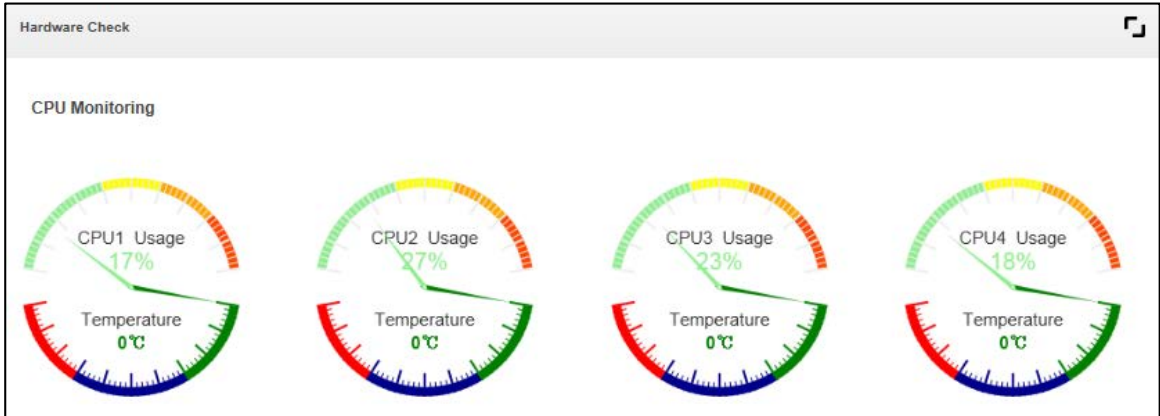 Hardware Check
CPU Monitoring
CPU1 Usage
17%
Temperature
0℃
CPU2 Usage
27%
Temperature
0℃
CPU3 Usage
23%
Temperature
0℃
CPU4 Usage
18%
Temperature
0℃